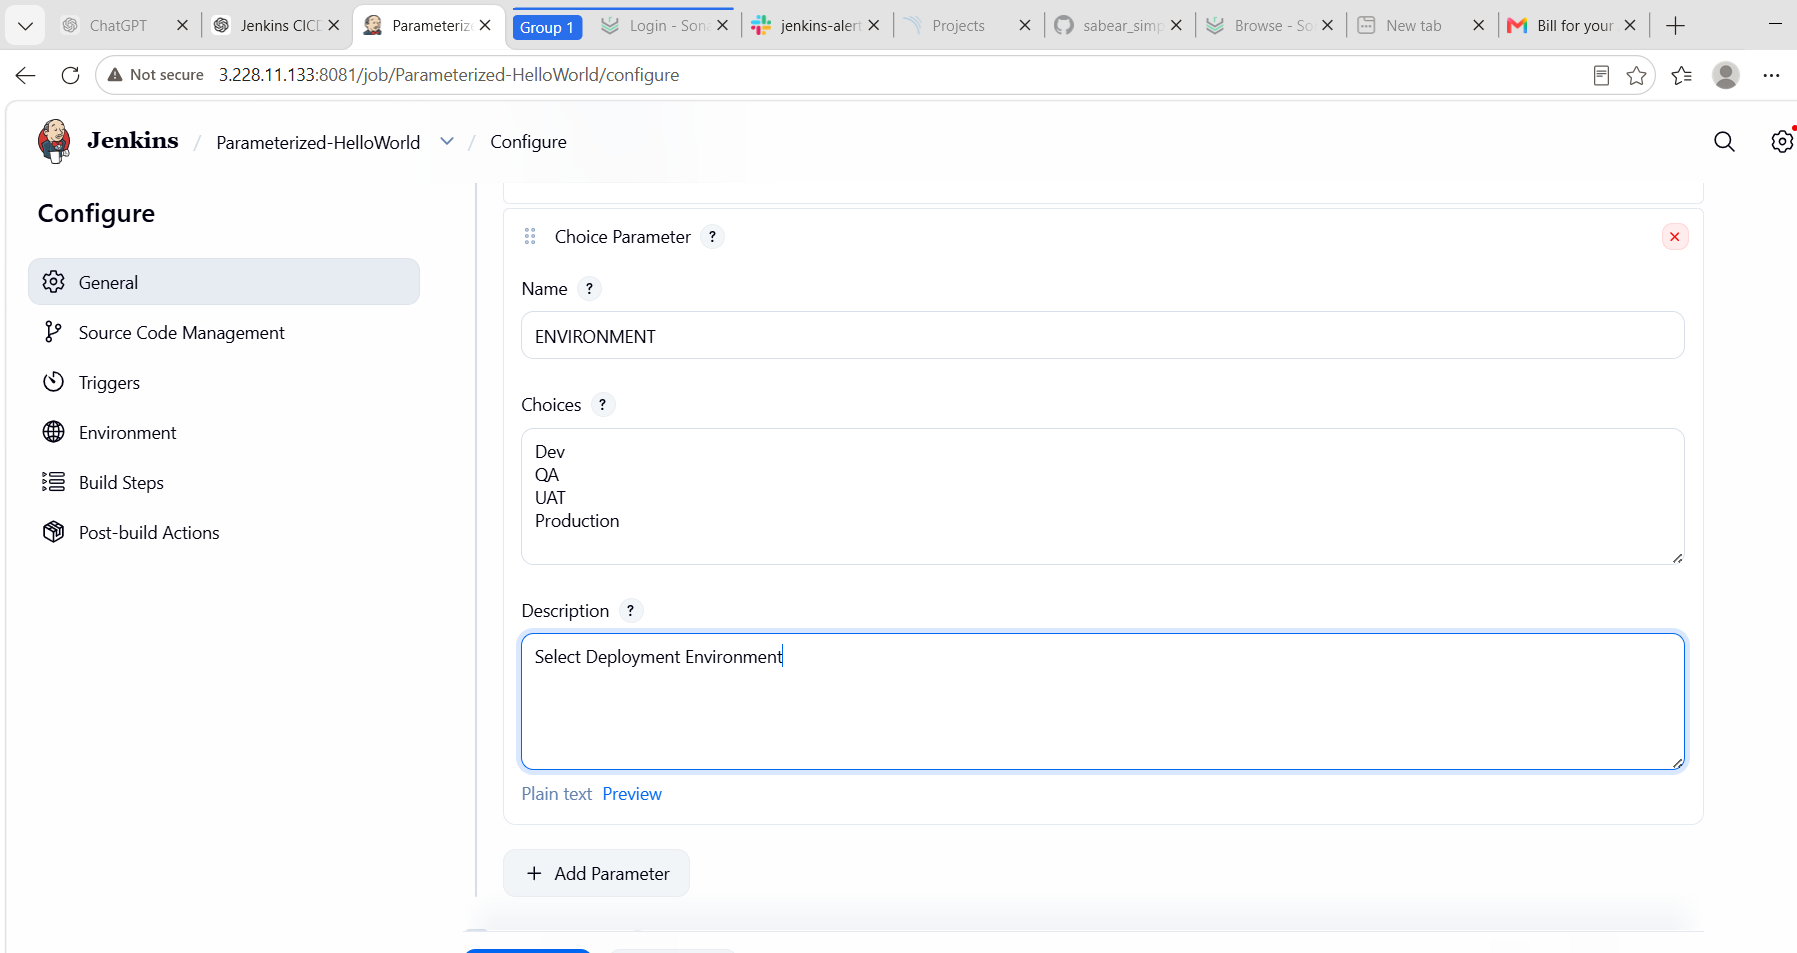 ChatGPT
Jenkins CICD
Parameterize
Group 1
Login - Sona
jenkins-alert
Projects
sabear_simp
Browse - So
New tab
Bill for your
Not secure
3.228.11.133:8081/job/Parameterized-HelloWorld/configure
Jenkins / Parameterized-HelloWorld / Configure
Configure
General
Source Code Management
Triggers
Environment
Build Steps
Post-build Actions
Choice Parameter ?
Name ?
ENVIRONMENT
Choices ?
Dev
QA
UAT
Production
Description ?
Select Deployment Environment
Plain text Preview
+ Add Parameter